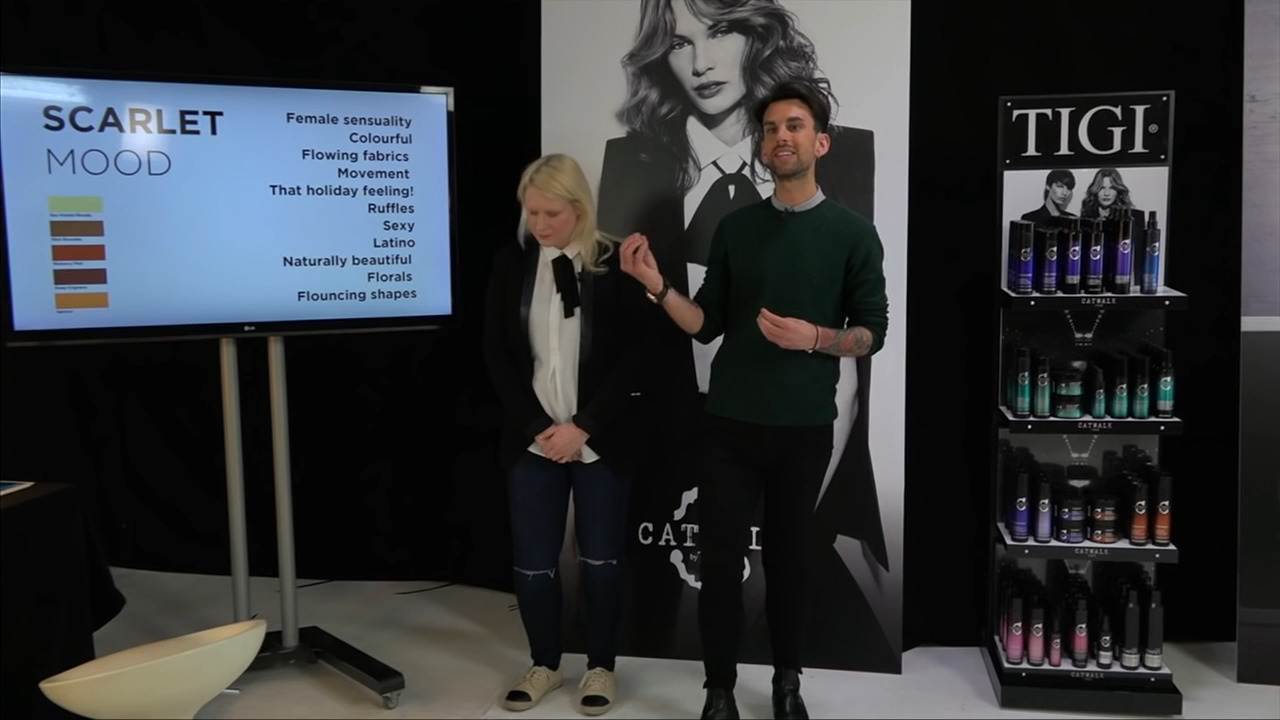 SCARLET
MOOD
Female sensuality
Colourful
Flowing fabrics
Movement
That holiday feeling!
Ruffles
Sexy
Latino
Naturally beautiful
Florals
Flouncing shapes
TIGI®
CATWALK
CATWALK
CATWALK
CATWALK